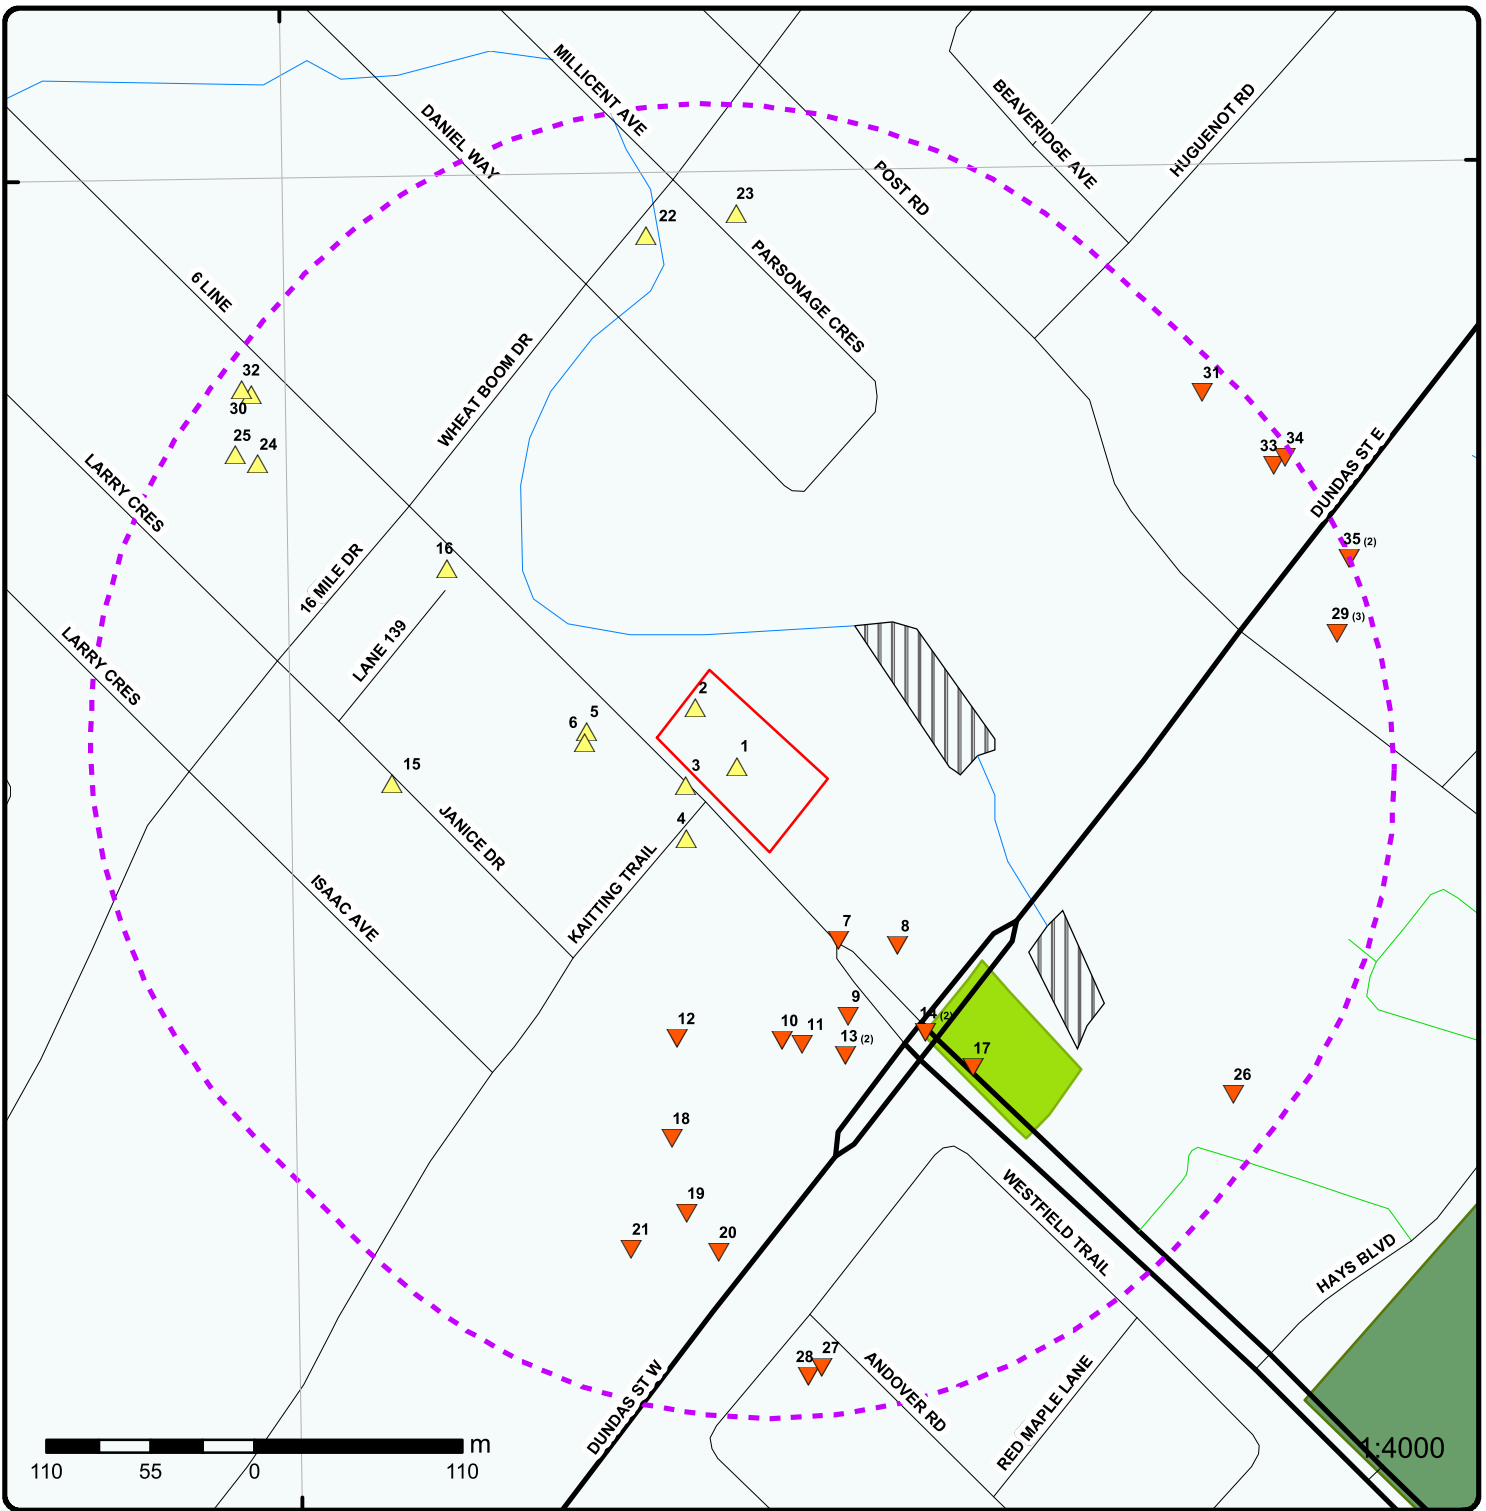 MILLICENT AVE
DANIEL WAY
BEAVERIDGE AVE
HUGUENOT RD
POST RD
23
22
PARSONAGE CRES
6 LINE
WHEAT BOOM DR
32
30
31
25
24
34
33
DUNDAS ST E
LARRY CRES
16 MILE DR
16
35 (2)
29 (3)
LANE 139
LARRY CRES
2
5
6
1
3
15
4
JANICE DR
KAITTING TRAIL
ISAAC AVE
7
8
9
14 (2)
12
10
11
13 (2)
17
26
18
19
20
21
WESTFIELD TRAIL
HAYS BLVD
27
28
ANDOVER RD
RED MAPLE LANE
DUNDAS ST W
m
110 55 0 110
1:4000